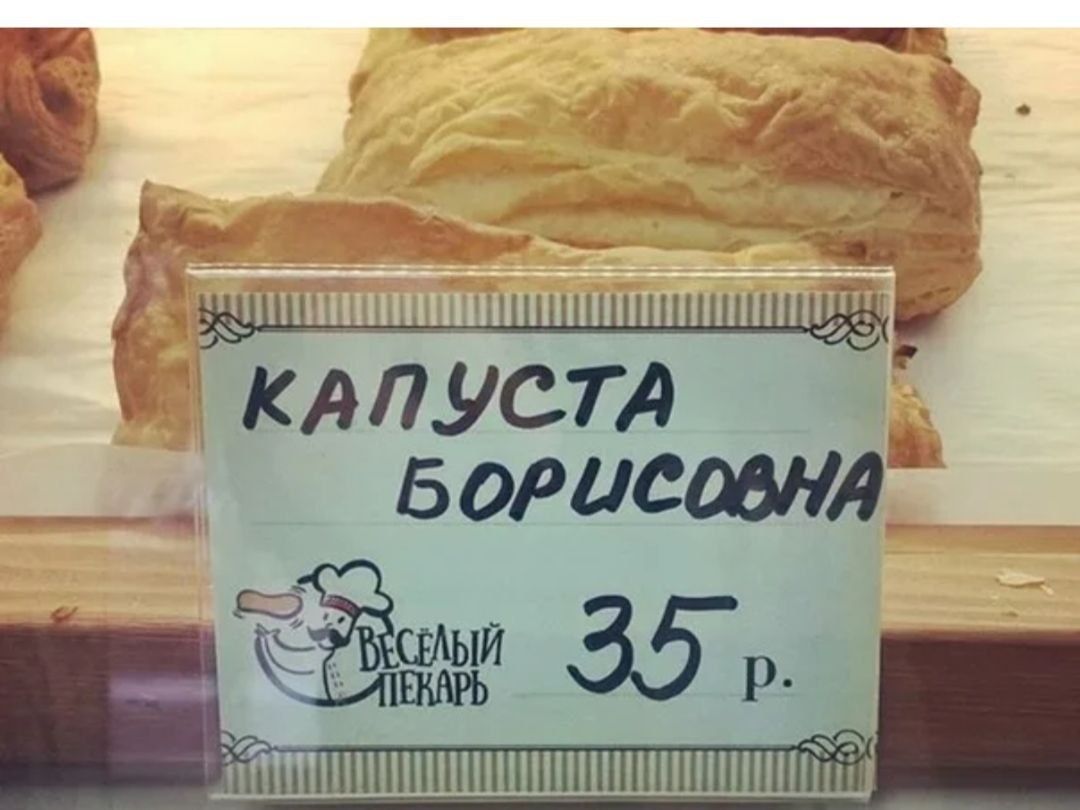 КАПУСТА
БОРИСОВНА
ВЕСЁЛЫЙ
ПЕКАРЬ
35 р.